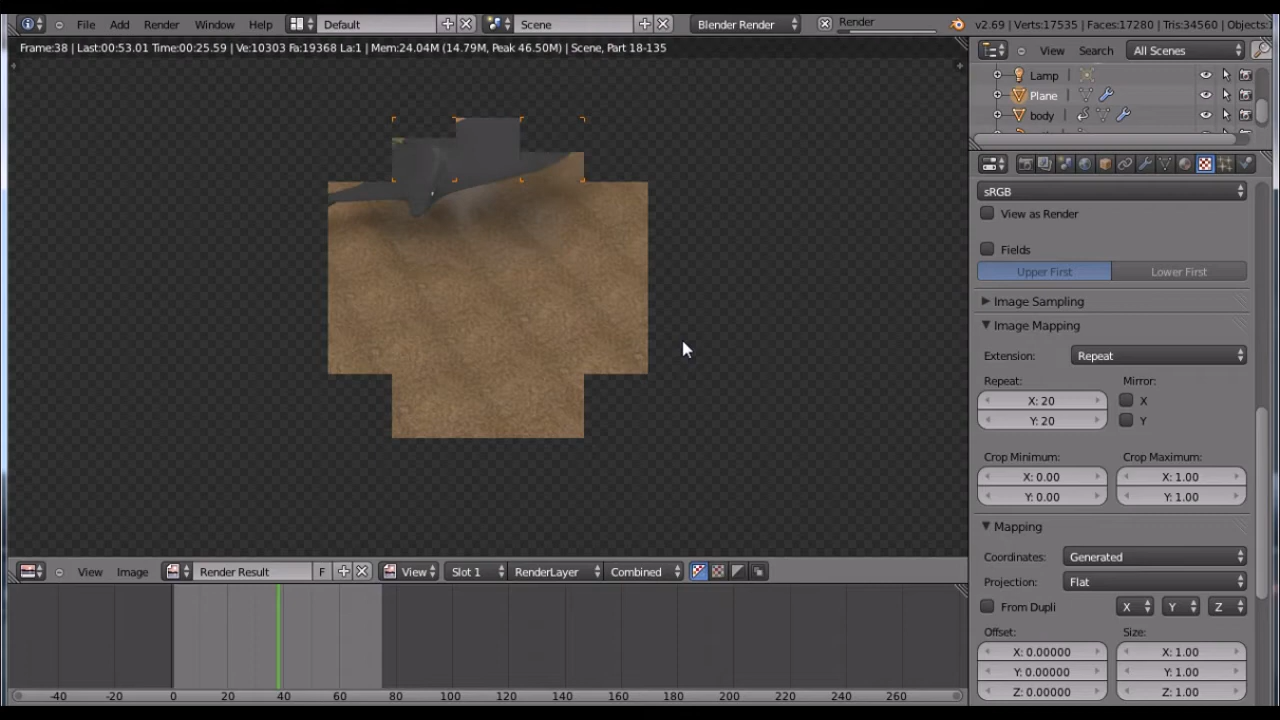 File Add Render Window Help Default Scene Blender Render Render v2.69 | Verts:17535 | Faces:17280 | Tris:34560 | Objects:
Frame:38 | Last:00:53.01 Time:00:25.59 | Ve:10303 Fa:19368 La:1 | Mem:24.04M (14.79M, Peak 46.50M) | Scene, Part 18-135
View Search All Scenes
Lamp
Plane
body
sRGB
View as Render
Fields
Upper First Lower First
Image Sampling
Image Mapping
Extension: Repeat
Repeat: Mirror:
X: 20 X
Y: 20 Y
Crop Minimum: Crop Maximum:
X: 0.00 X: 1.00
Y: 0.00 Y: 1.00
Mapping
Coordinates: Generated
Projection: Flat
From Dupli X Y Z
Offset: Size:
X: 0.00000 X: 1.00
Y: 0.00000 Y: 1.00
Z: 0.00000 Z: 1.00
View Image Render Result F View Slot 1 RenderLayer Combined
-40 -20 0 20 40 60 80 100 120 140 160 180 200 220 240 260